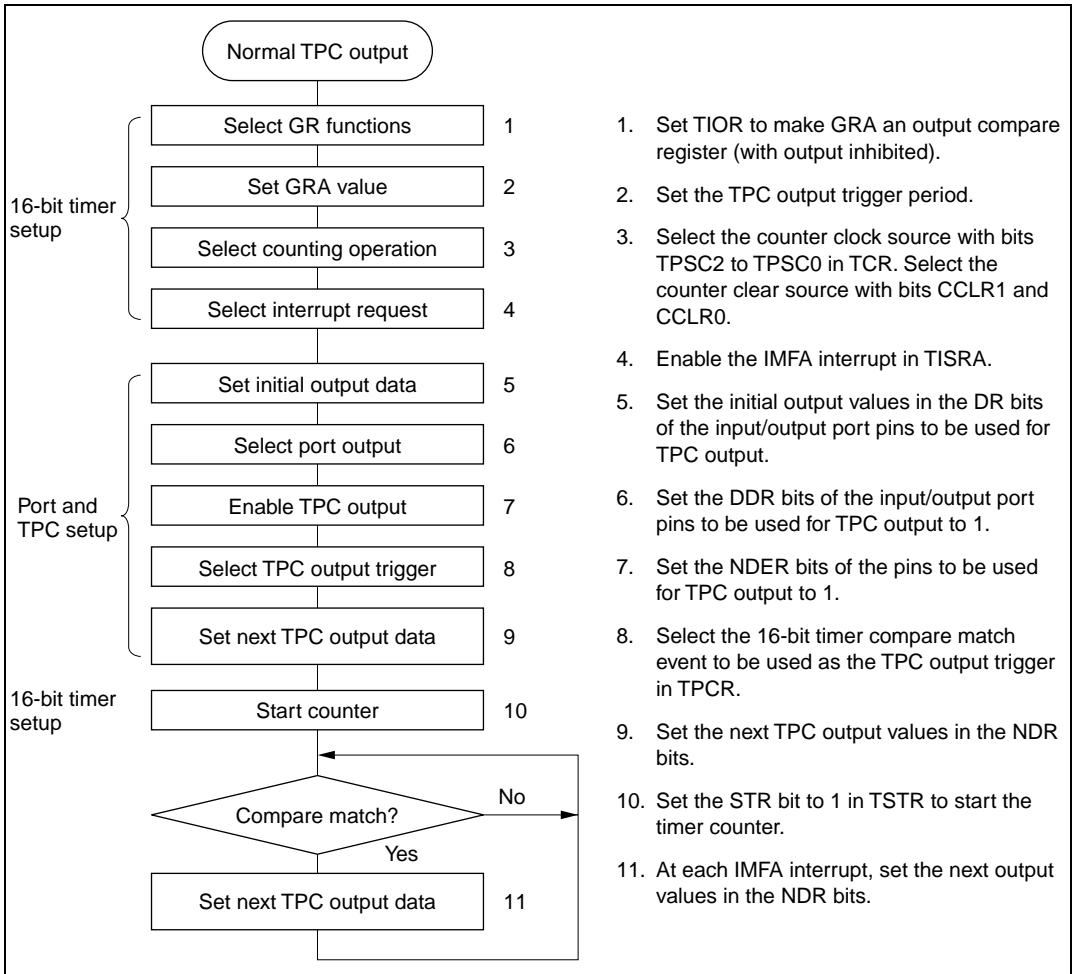 Normal TPC output
16-bit timer
setup
Select GR functions 1
Set GRA value 2
Select counting operation 3
Select interrupt request 4
Port and
TPC setup
Set initial output data 5
Select port output 6
Enable TPC output 7
Select TPC output trigger 8
Set next TPC output data 9
16-bit timer
setup
Start counter 10
Compare match?
No
Yes
Set next TPC output data 11
1. Set TIOR to make GRA an output compare
register (with output inhibited).
2. Set the TPC output trigger period.
3. Select the counter clock source with bits
TPSC2 to TPSC0 in TCR. Select the
counter clear source with bits CCLR1 and
CCLR0.
4. Enable the IMFA interrupt in TISRA.
5. Set the initial output values in the DR bits
of the input/output port pins to be used for
TPC output.
6. Set the DDR bits of the input/output port
pins to be used for TPC output to 1.
7. Set the NDER bits of the pins to be used
for TPC output to 1.
8. Select the 16-bit timer compare match
event to be used as the TPC output trigger
in TPCR.
9. Set the next TPC output values in the NDR
bits.
10. Set the STR bit to 1 in TSTR to start the
timer counter.
11. At each IMFA interrupt, set the next output
values in the NDR bits.